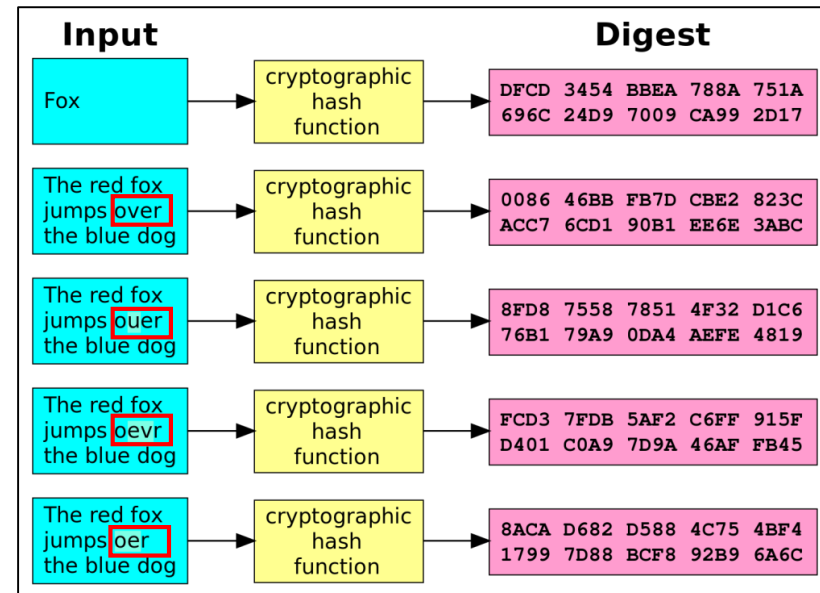 Input
Digest
Fox
cryptographic
hash
function
DFCD 3454 BBEA 788A 751A
696C 24D9 7009 CA99 2D17
The red fox
jumps over
the blue dog
cryptographic
hash
function
0086 46BB FB7D CBE2 823C
ACC7 6CD1 90B1 EE6E 3ABC
The red fox
jumps ouer
the blue dog
cryptographic
hash
function
8FD8 7558 7851 4F32 D1C6
76B1 79A9 0DA4 AEFE 4819
The red fox
jumps oevr
the blue dog
cryptographic
hash
function
FCD3 7FDB 5AF2 C6FF 915F
D401 C0A9 7D9A 46AF FB45
The red fox
jumps oer
the blue dog
cryptographic
hash
function
8ACA D682 D588 4C75 4BF4
1799 7D88 BCF8 92B9 6A6C